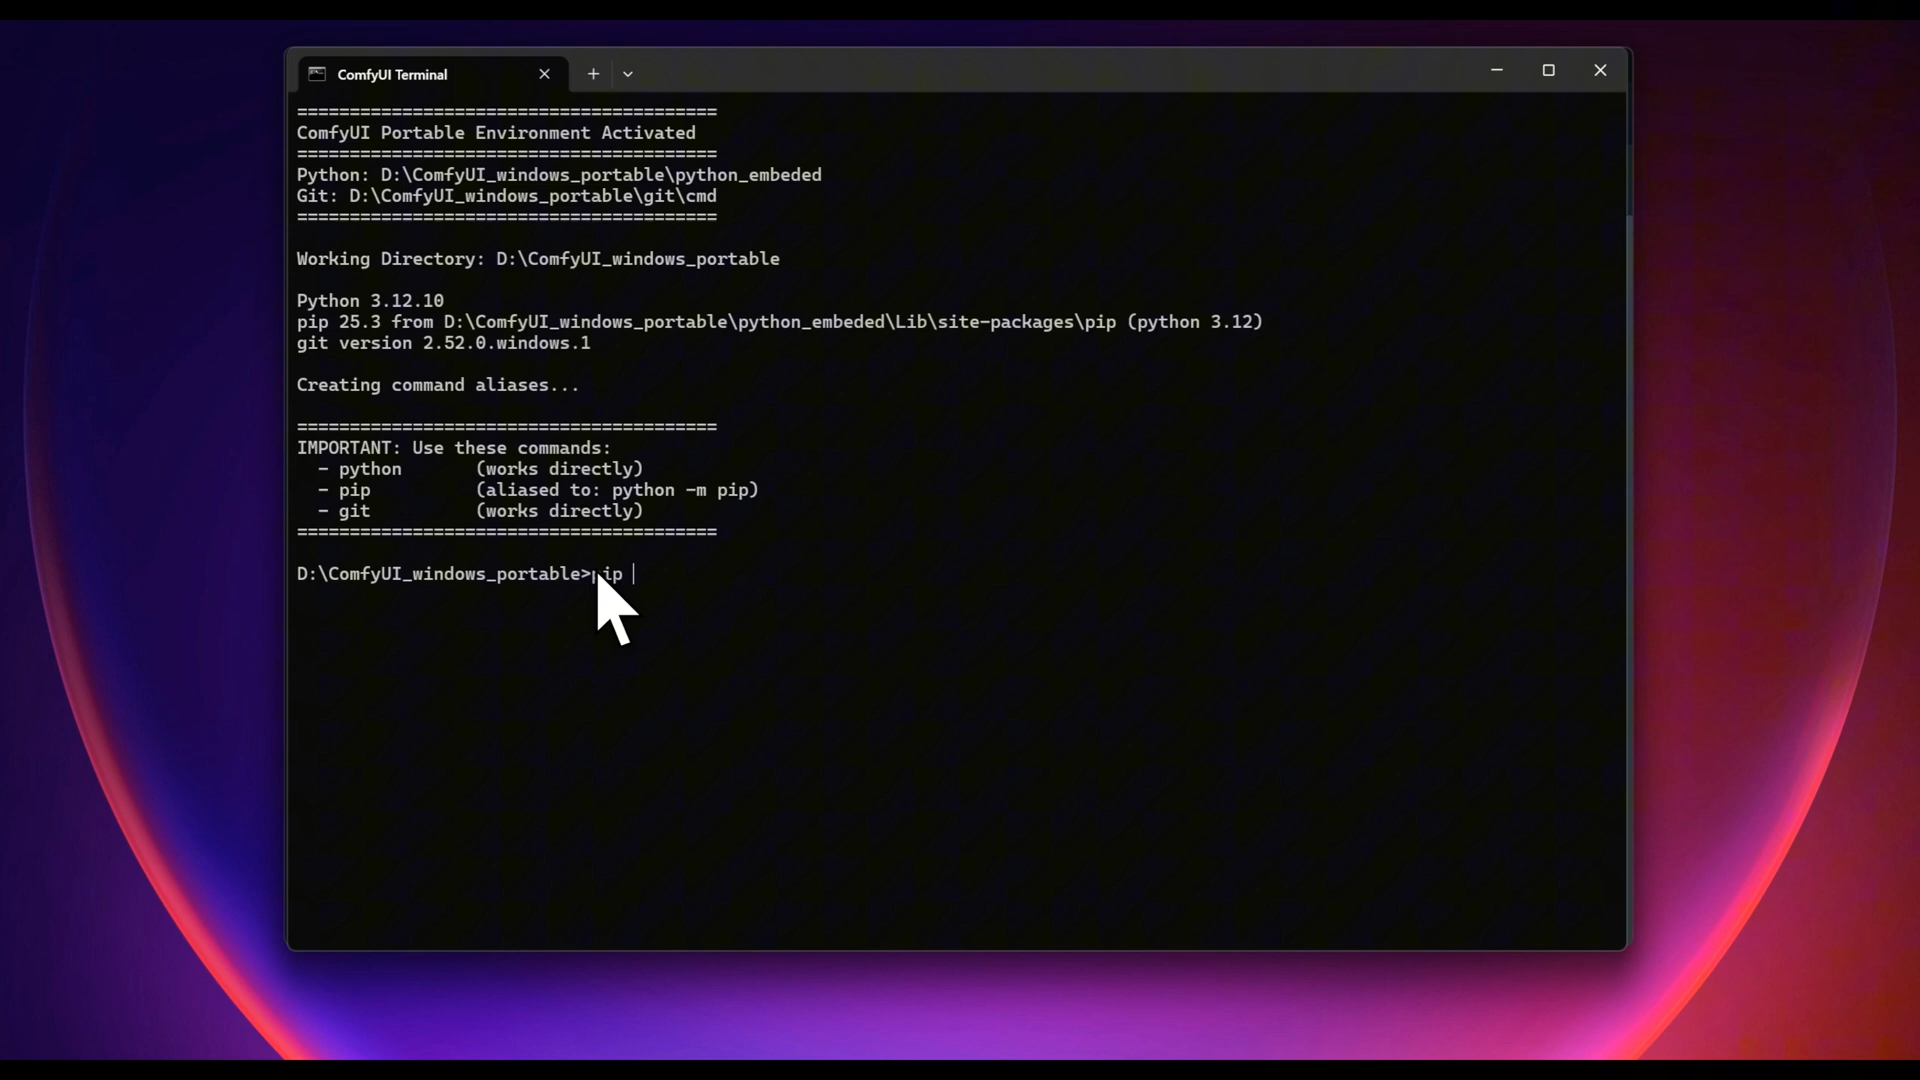 ComfyUI Terminal
========================================
ComfyUI Portable Environment Activated
========================================
Python: D:\ComfyUI_windows_portable\python_embeded
Git: D:\ComfyUI_windows_portable\git\cmd
========================================
Working Directory: D:\ComfyUI_windows_portable
Python 3.12.10
pip 25.3 from D:\ComfyUI_windows_portable\python_embeded\Lib\site-packages\pip (python 3.12)
git version 2.52.0.windows.1
Creating command aliases...
========================================
IMPORTANT: Use these commands:
- python (works directly)
- pip (aliased to: python -m pip)
- git (works directly)
========================================
D:\ComfyUI_windows_portable>pip